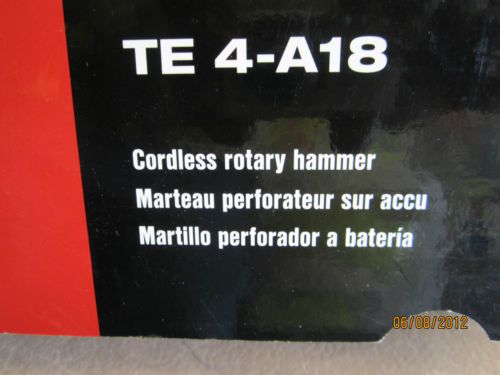 TE 4-A18
Cordless rotary hammer
Marteau perforateur sur accu
Martillo perforador a batería
06/08/2012